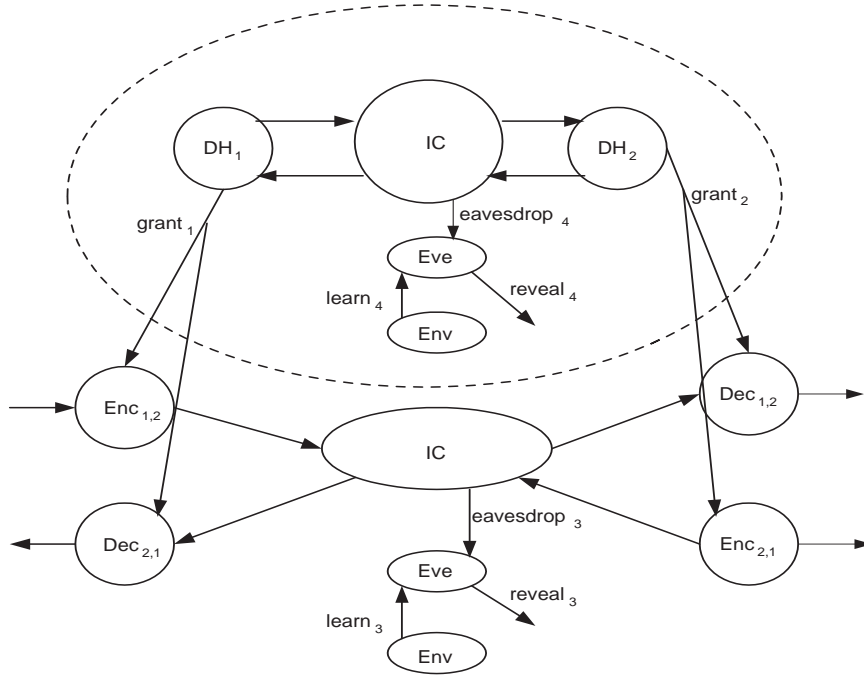 DH₁
IC
DH₂
grant₁
grant₂
eavesdrop₄
Eve
learn₄
reveal₄
Env
Enc₁,₂
Dec₁,₂
IC
eavesdrop₃
Dec₂,₁
Enc₂,₁
Eve
learn₃
reveal₃
Env